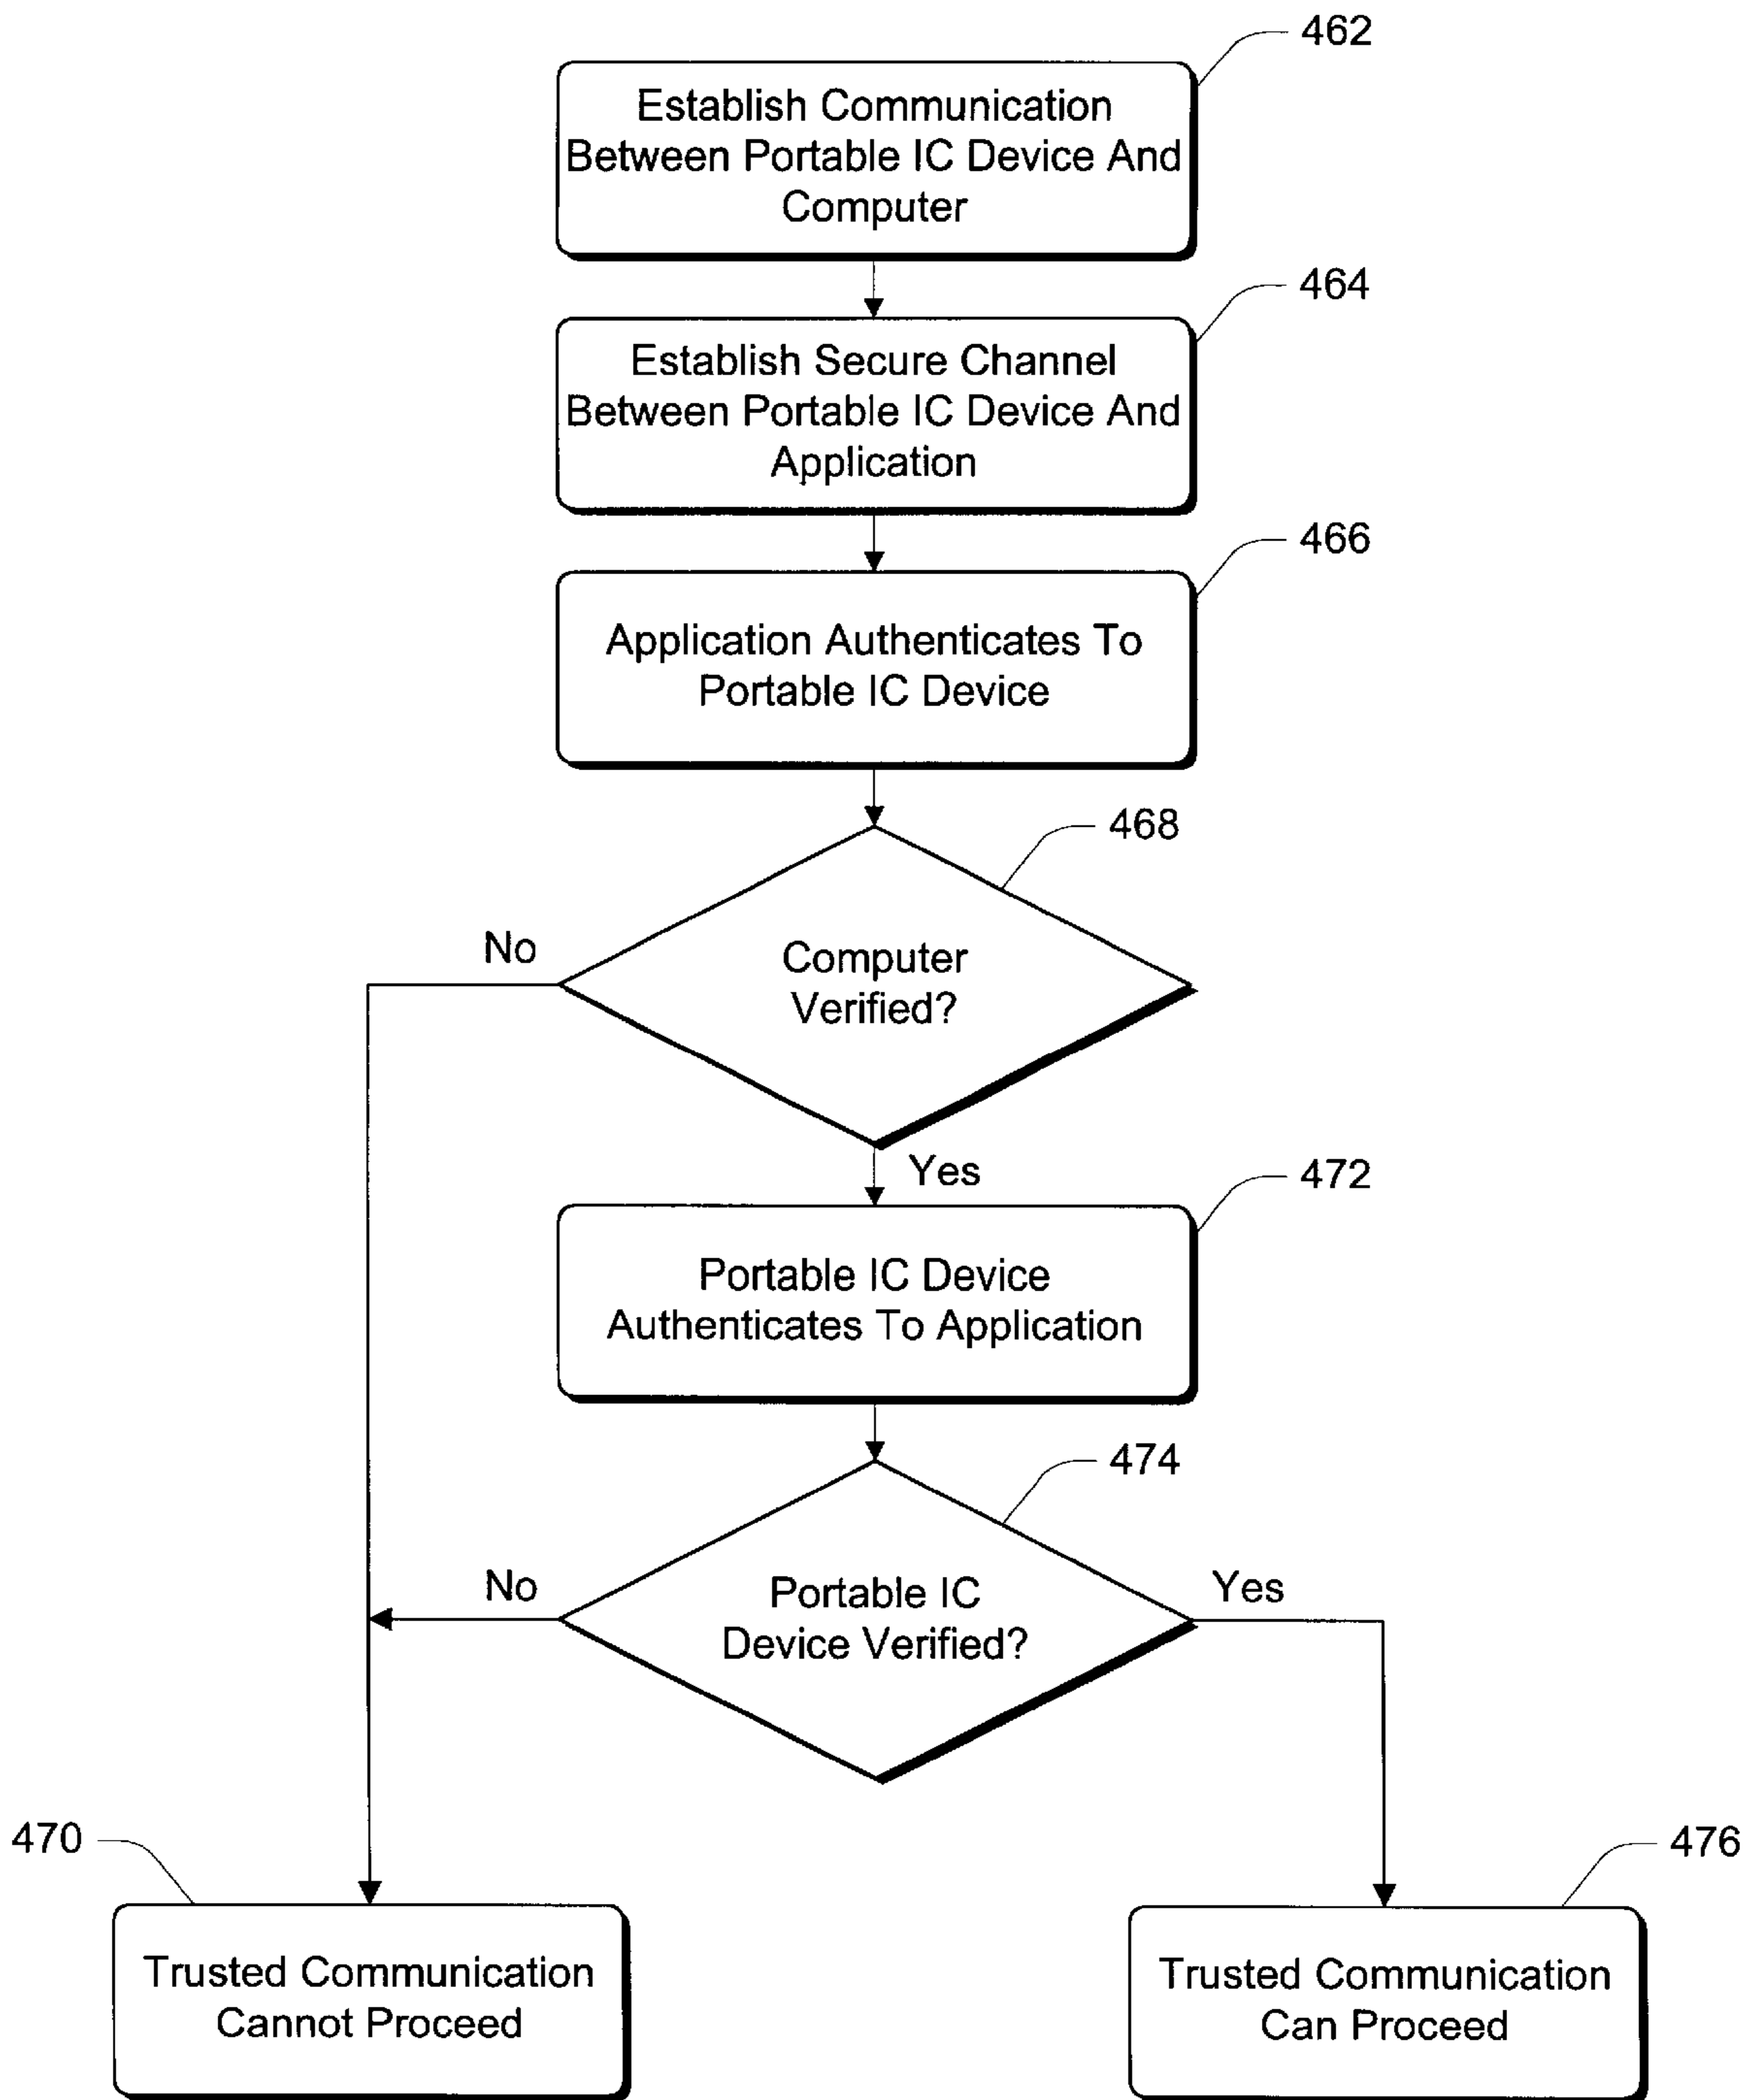 462
Establish Communication
Between Portable IC Device And
Computer
464
Establish Secure Channel
Between Portable IC Device And
Application
466
Application Authenticates To
Portable IC Device
468
No
Computer
Verified?
Yes
472
Portable IC Device
Authenticates To Application
474
No
Portable IC
Device Verified?
Yes
470
476
Trusted Communication
Cannot Proceed
Trusted Communication
Can Proceed